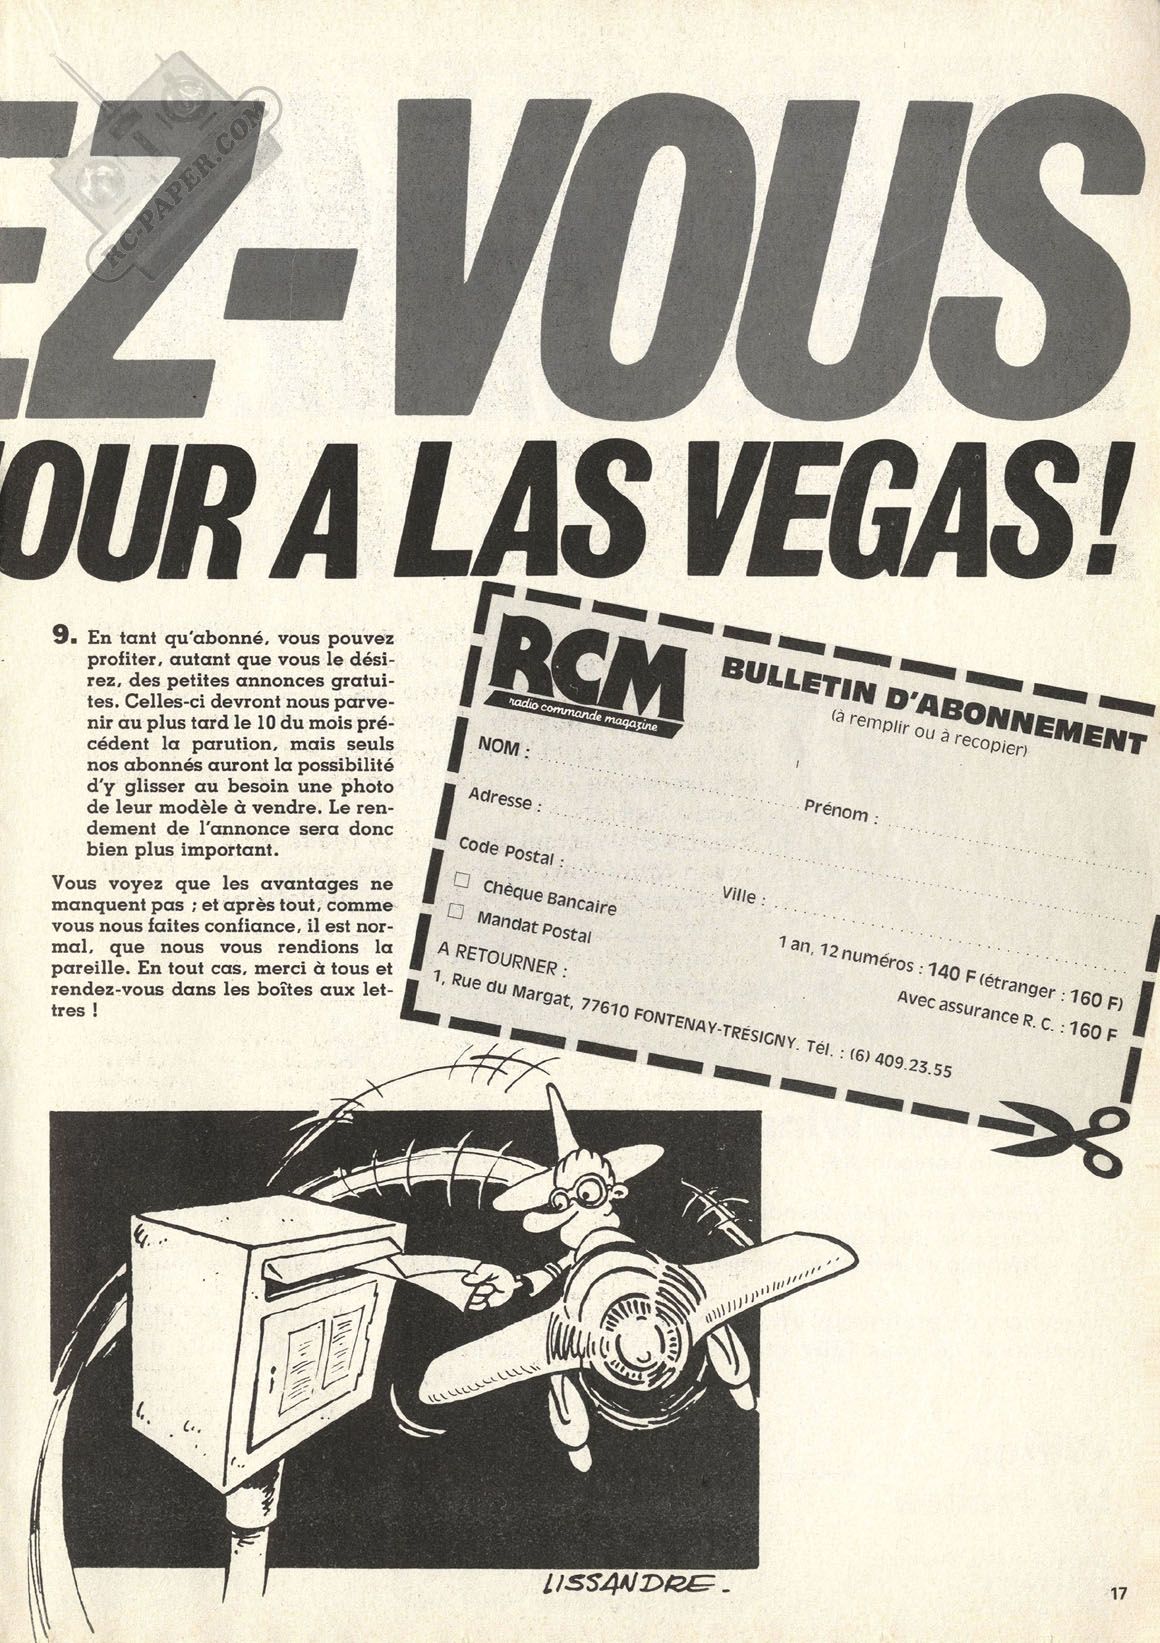 RC-PAPER.COM
EZ-VOUS
OUR A LAS VEGAS!
9. En tant qu'abonné, vous pouvez
profiter, autant que vous le dési-
rez, des petites annonces gratui-
tes. Celles-ci devront nous parve-
nir au plus tard le 10 du mois pré-
cédent la parution, mais seuls
nos abonnés auront la possibilité
d'y glisser au besoin une photo
de leur modèle à vendre. Le ren-
dement de l'annonce sera donc
bien plus important.
Vous voyez que les avantages ne
manquent pas ; et après tout, comme
vous nous faites confiance, il est nor-
mal, que nous vous rendions la
pareille. En tout cas, merci à tous et
rendez-vous dans les boîtes aux let-
tres !
RCM
radio commande magazine
BULLETIN D'ABONNEMENT
(à remplir ou à recopier)
NOM :
Prénom :
Adresse :
Code Postal :
Ville :
Chèque Bancaire
Mandat Postal
1 an, 12 numéros : 140 F (étranger : 160 F)
Avec assurance R. C. : 160 F
A RETOURNER :
1, Rue du Margat, 77610 FONTENAY-TRÉSIGNY. Tél. : (6) 409.23.55
LISSANDRE.
17